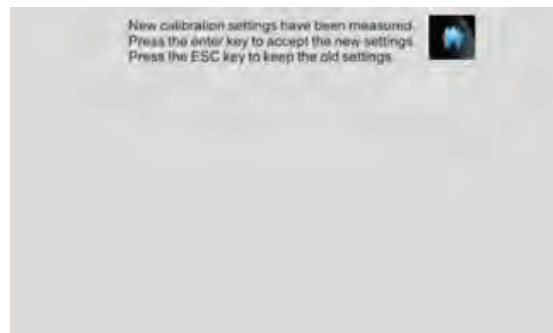 New calibration settings have been measured.
Press the enter key to accept the new settings.
Press the ESC key to keep the old settings.